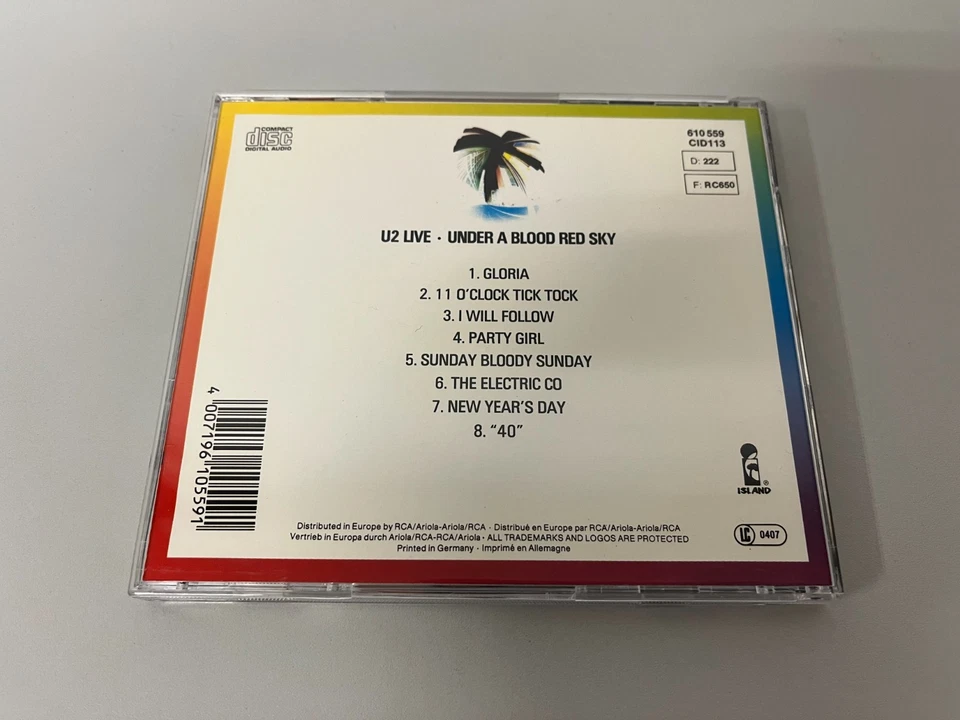 COMPACT
disc
DIGITAL AUDIO
610 559
CID113
D: 222
F: RC650
U2 LIVE · UNDER A BLOOD RED SKY
1. GLORIA
2. 11 O'CLOCK TICK TOCK
3. I WILL FOLLOW
4. PARTY GIRL
5. SUNDAY BLOODY SUNDAY
6. THE ELECTRIC CO
7. NEW YEAR'S DAY
8. "40"
4 007196 105591
ISLAND ®
Distributed in Europe by RCA/Ariola-Ariola/RCA · Distribué en Europe par RCA/Ariola-Ariola/RCA
Vertrieb in Europa durch Ariola/RCA-RCA/Ariola · ALL TRADEMARKS AND LOGOS ARE PROTECTED
Printed in Germany · Imprimé en Allemagne
LC 0407